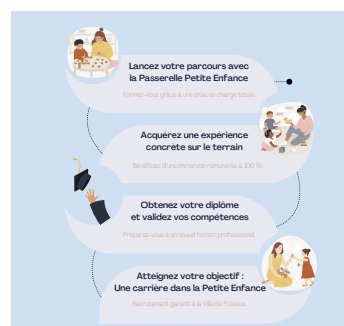 Lancez votre parcours avec
la Passerelle Petite Enfance
Formez-vous grâce à une prise en charge totale
Acquérez une expérience
concrète sur le terrain
Bénéficiez d'une immersion rémunérée à 100 %
Obtenez votre diplôme
et validez vos compétences
Préparez-vous à un nouvel horizon professionnel
Atteignez votre objectif :
Une carrière dans la Petite Enfance
Recrutement garanti à la Ville de Puteaux